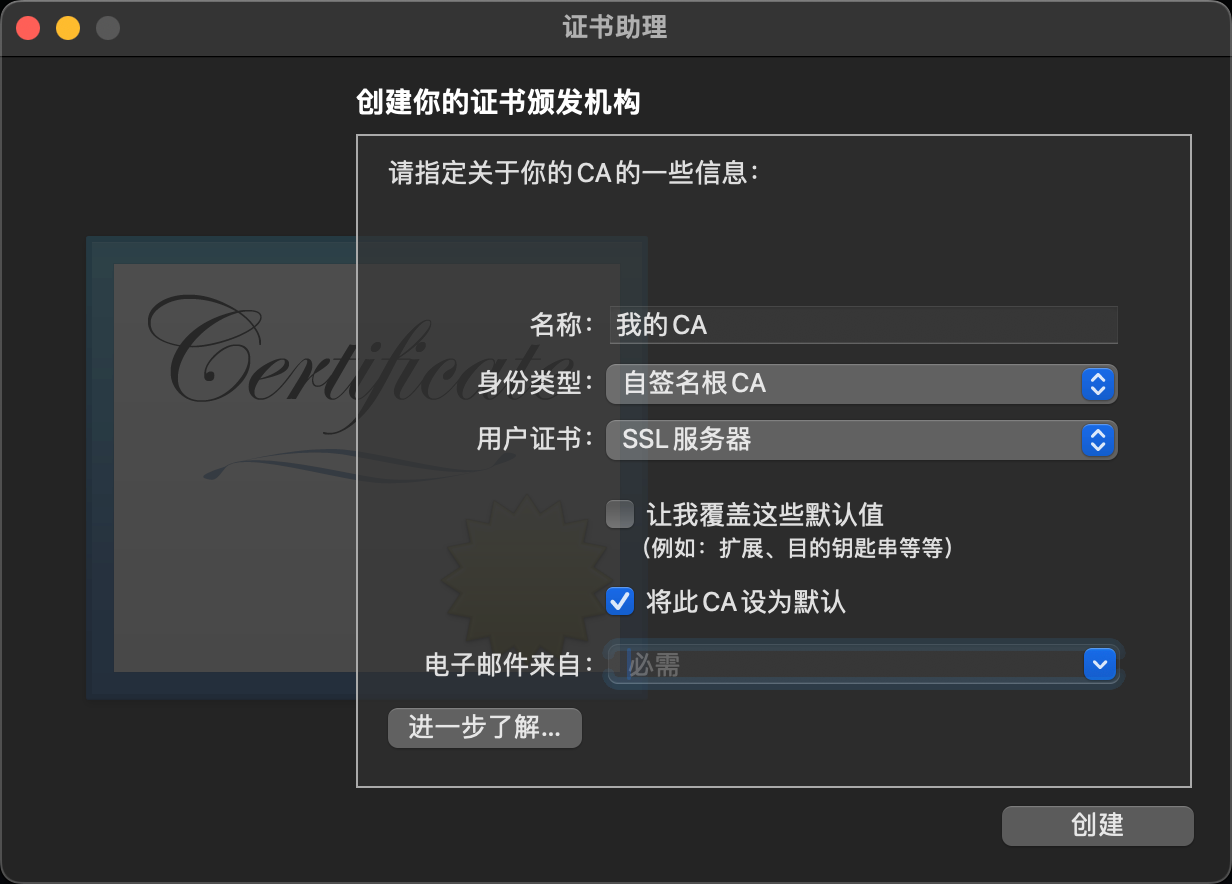 证书助理
创建你的证书颁发机构
请指定关于你的CA的一些信息：
Certificate
名称： 我的CA
身份类型： 自签名根CA
用户证书： SSL服务器
让我覆盖这些默认值
（例如：扩展、目的钥匙串等等）
将此CA设为默认
电子邮件来自： 必需
进一步了解...
创建